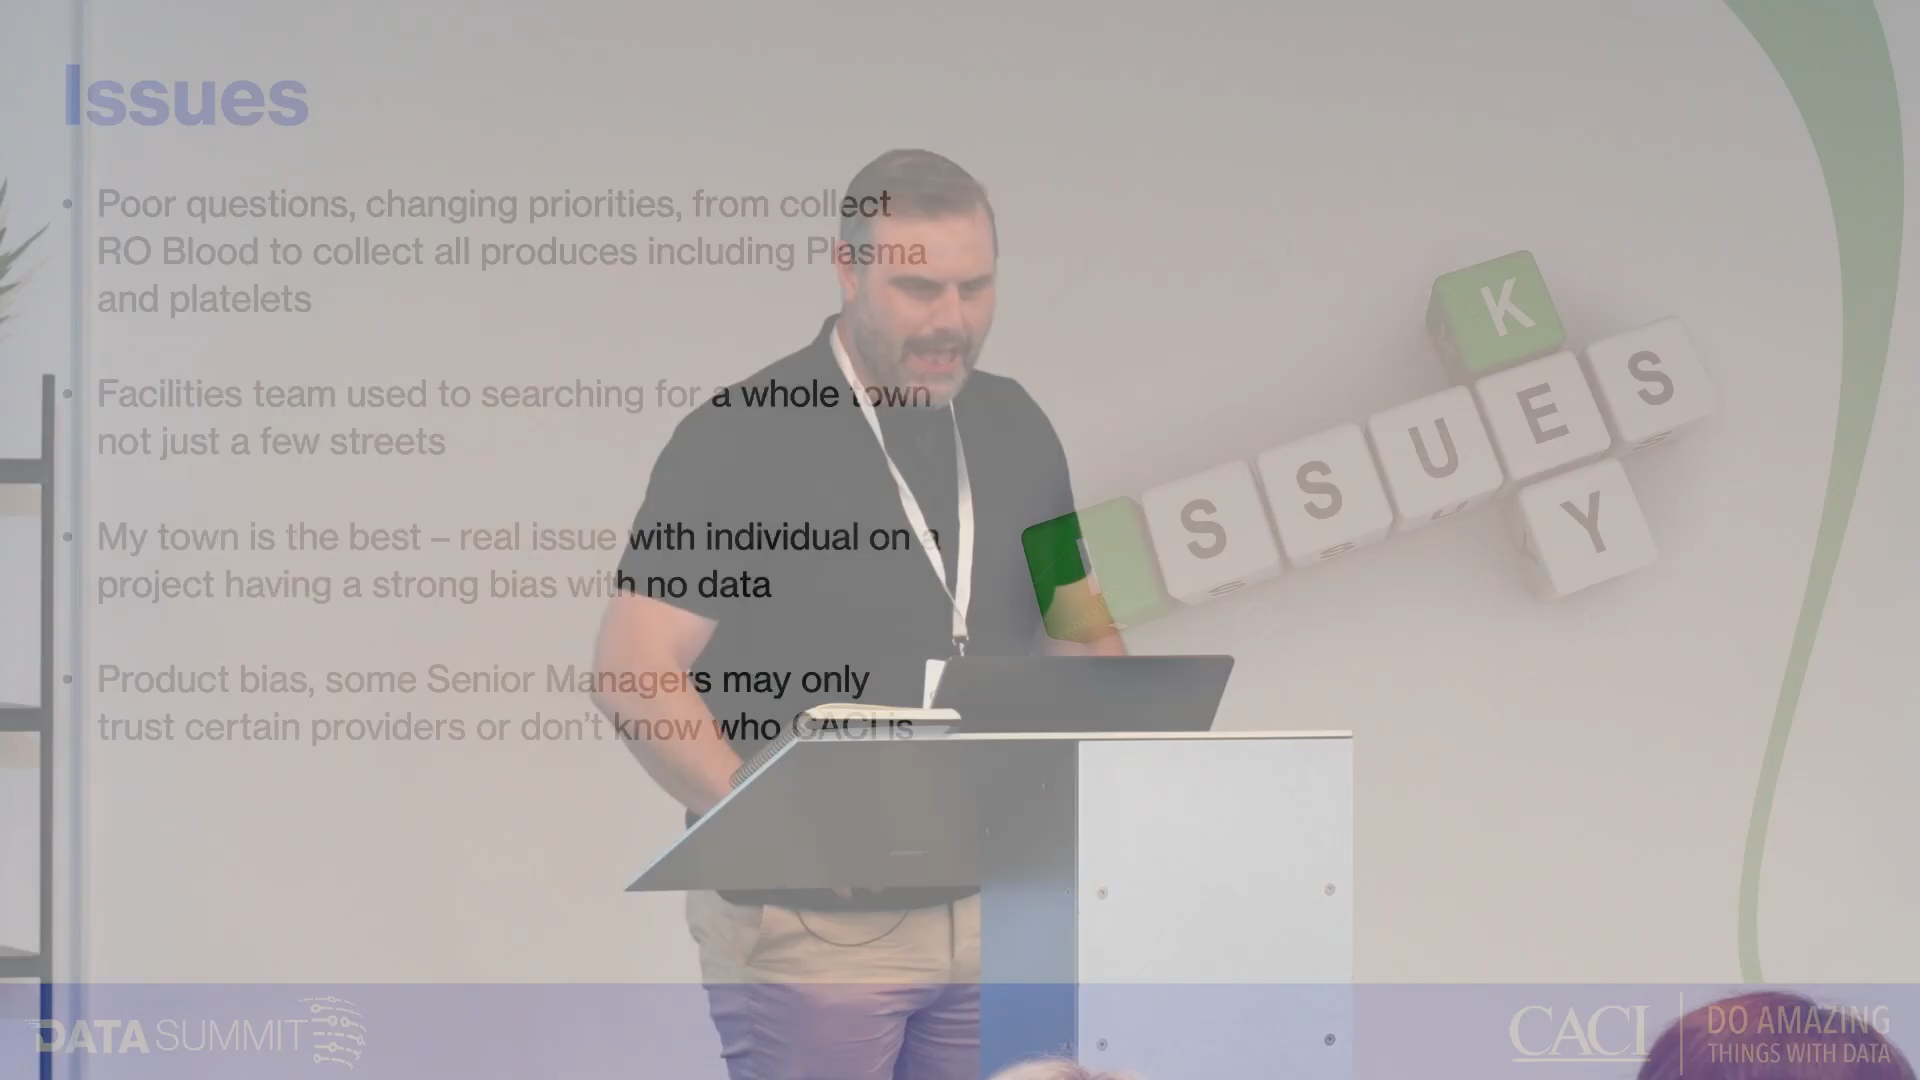 Issues
• Poor questions, changing priorities, from collect
RO Blood to collect all produces including Plasma
and platelets
• Facilities team used to searching for a whole town
not just a few streets
• My town is the best – real issue with individual on a
project having a strong bias with no data
• Product bias, some Senior Managers may only
trust certain providers or don’t know who CACI is
K
ISSUES
Y
DATA SUMMIT
CACI
DO AMAZING
THINGS WITH DATA